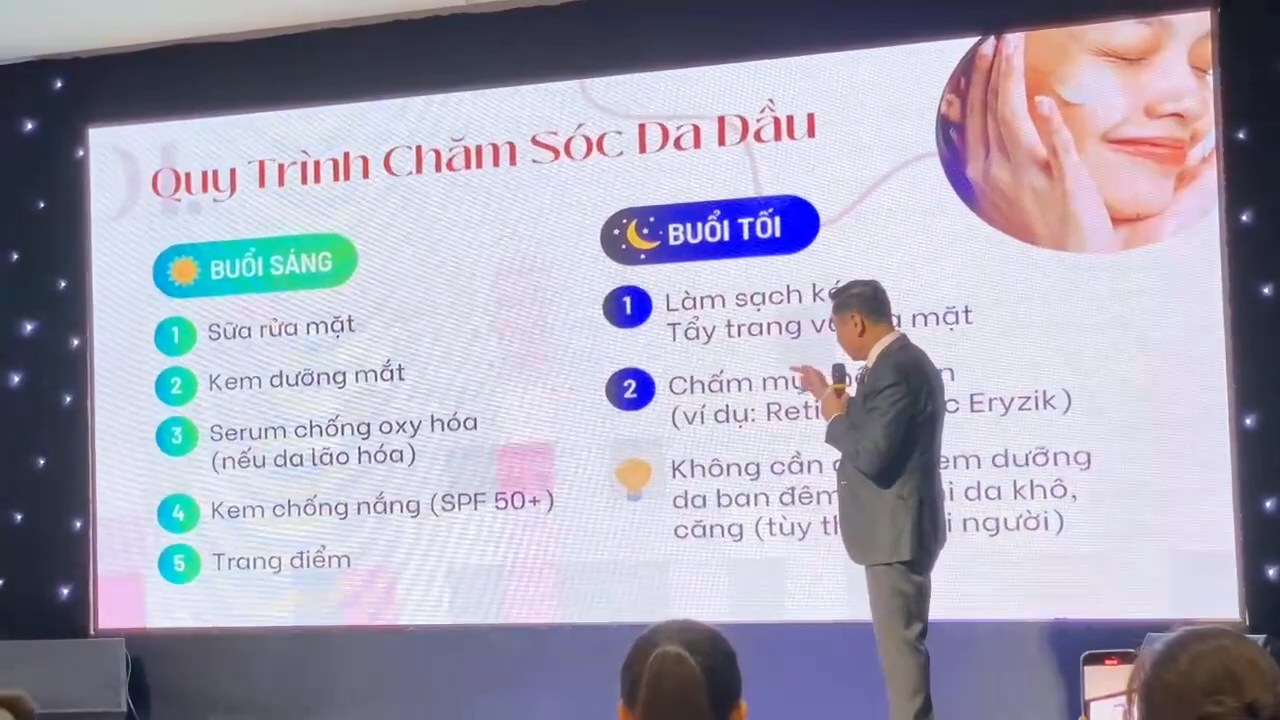 Quy Trình Chăm Sóc Da Dầu
BUỔI SÁNG
1 Sữa rửa mặt
2 Kem dưỡng mắt
3 Serum chống oxy hóa
(nếu da lão hóa)
4 Kem chống nắng (SPF 50+)
5 Trang điểm
BUỔI TỐI
1 Làm sạch
Tẩy trang mặt
2 Chấm
(ví dụ: Eryzik)
Không cần dưỡng
da ban đêm da khô,
căng (tùy người)